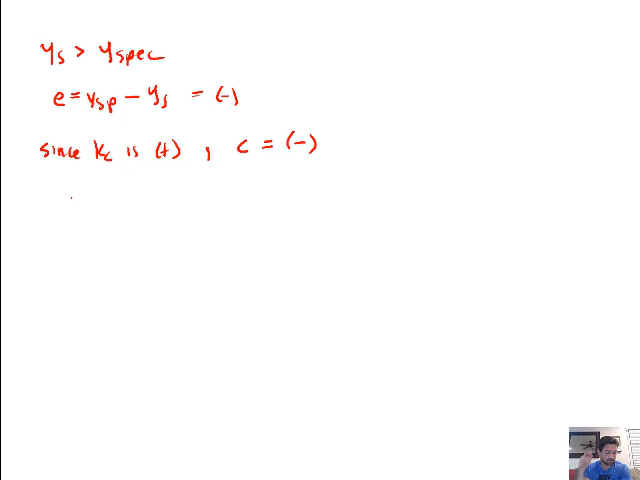 ys > yspec
e = ysp - ys = (-)
since kc is (+) , c = (-)